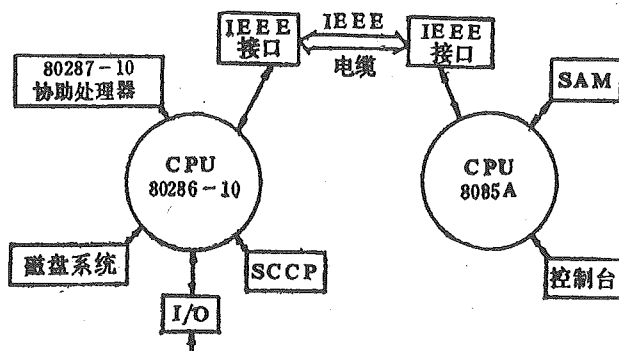 IEEE
接口
IEEE
电缆
IEEE
接口
80287-10
协助处理器
SAM
CPU
80286-10
CPU
8085A
磁盘系统
SCCP
控制台
I/O